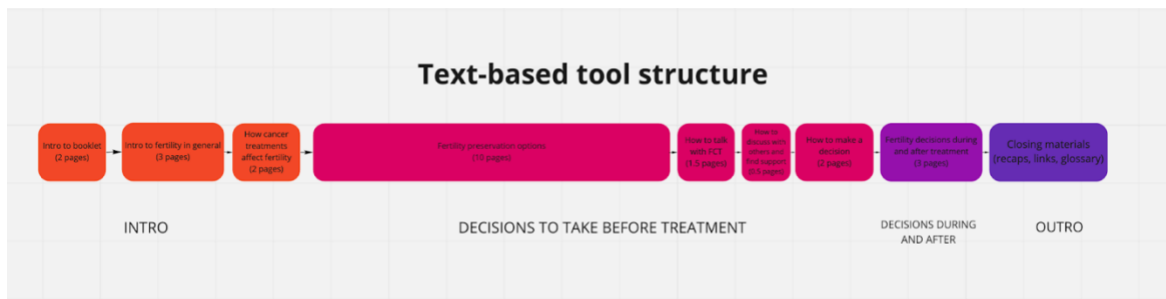 Text-based tool structure
Intro to booklet
(2 pages)
Intro to fertility in general
(3 pages)
How cancer
treatments
affect fertility
(2 pages)
Fertility preservation options
(10 pages)
How to talk
with FCT
(1.5 pages)
How to
discuss with
others and
find support
(0.5 pages)
How to make a
decision
(2 pages)
Fertility decisions during
and after treatment
(3 pages)
Closing materials
(recaps, links, glossary)
INTRO
DECISIONS TO TAKE BEFORE TREATMENT
DECISIONS DURING
AND AFTER
OUTRO